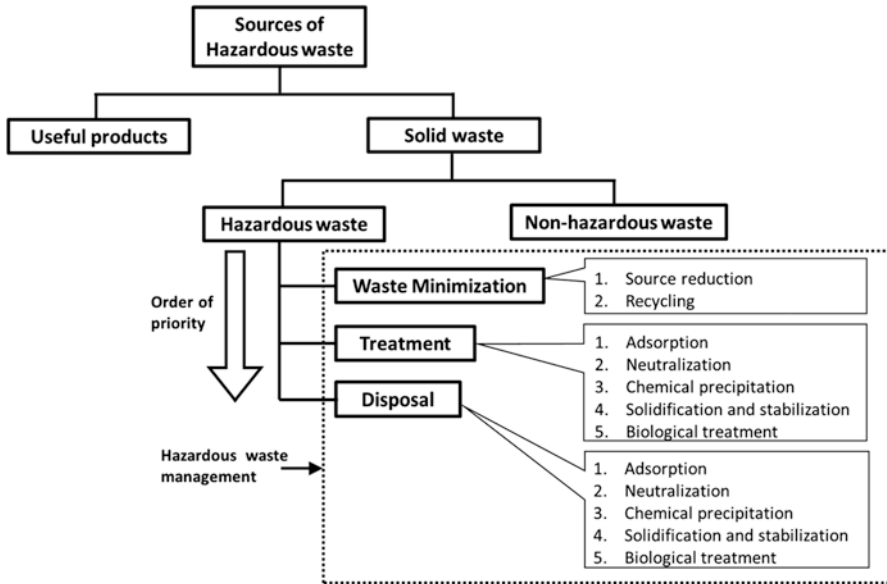 Sources of
Hazardous waste
Useful products
Solid waste
Hazardous waste
Non-hazardous waste
Order of
priority
Waste Minimization
1. Source reduction
2. Recycling
Treatment
1. Adsorption
2. Neutralization
3. Chemical precipitation
4. Solidification and stabilization
5. Biological treatment
Disposal
1. Adsorption
2. Neutralization
3. Chemical precipitation
4. Solidification and stabilization
5. Biological treatment
Hazardous waste
management